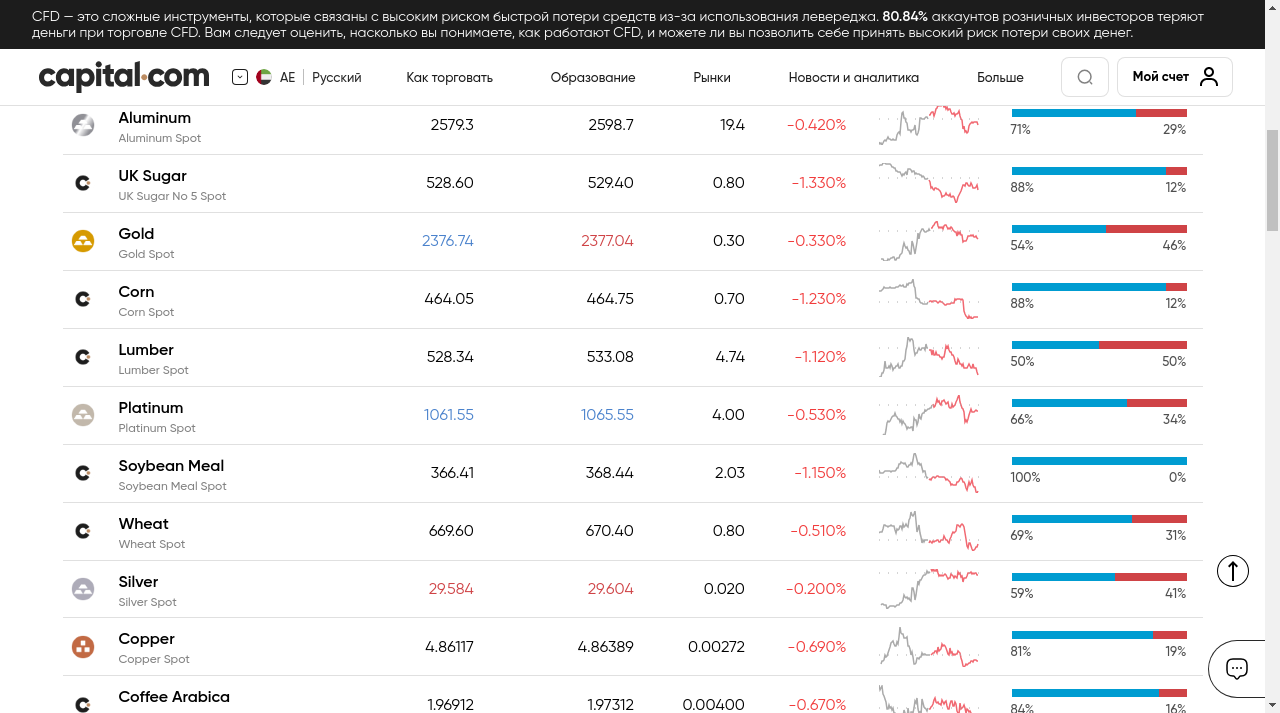 CFD — это сложные инструменты, которые связаны с высоким риском быстрой потери средств из-за использования левереджа. 80.84% аккаунтов розничных инвесторов теряют
деньги при торговле CFD. Вам следует оценить, насколько вы понимаете, как работают CFD, и можете ли вы позволить себе принять высокий риск потери своих денег.
capital.com AE Русский Как торговать Образование Рынки Новости и аналитика Больше Мой счет
Aluminum 2579.3 2598.7 19.4 -0.420%
Aluminum Spot 71% 29%
UK Sugar 528.60 529.40 0.80 -1.330%
UK Sugar No 5 Spot 88% 12%
Gold 2376.74 2377.04 0.30 -0.330%
Gold Spot 54% 46%
Corn 464.05 464.75 0.70 -1.230%
Corn Spot 88% 12%
Lumber 528.34 533.08 4.74 -1.120%
Lumber Spot 50% 50%
Platinum 1061.55 1065.55 4.00 -0.530%
Platinum Spot 66% 34%
Soybean Meal 366.41 368.44 2.03 -1.150%
Soybean Meal Spot 100% 0%
Wheat 669.60 670.40 0.80 -0.510%
Wheat Spot 69% 31%
Silver 29.584 29.604 0.020 -0.200%
Silver Spot 59% 41%
Copper 4.86117 4.86389 0.00272 -0.690%
Copper Spot 81% 19%
Coffee Arabica 1.96912 1.97312 0.00400 -0.670%
84% 16%